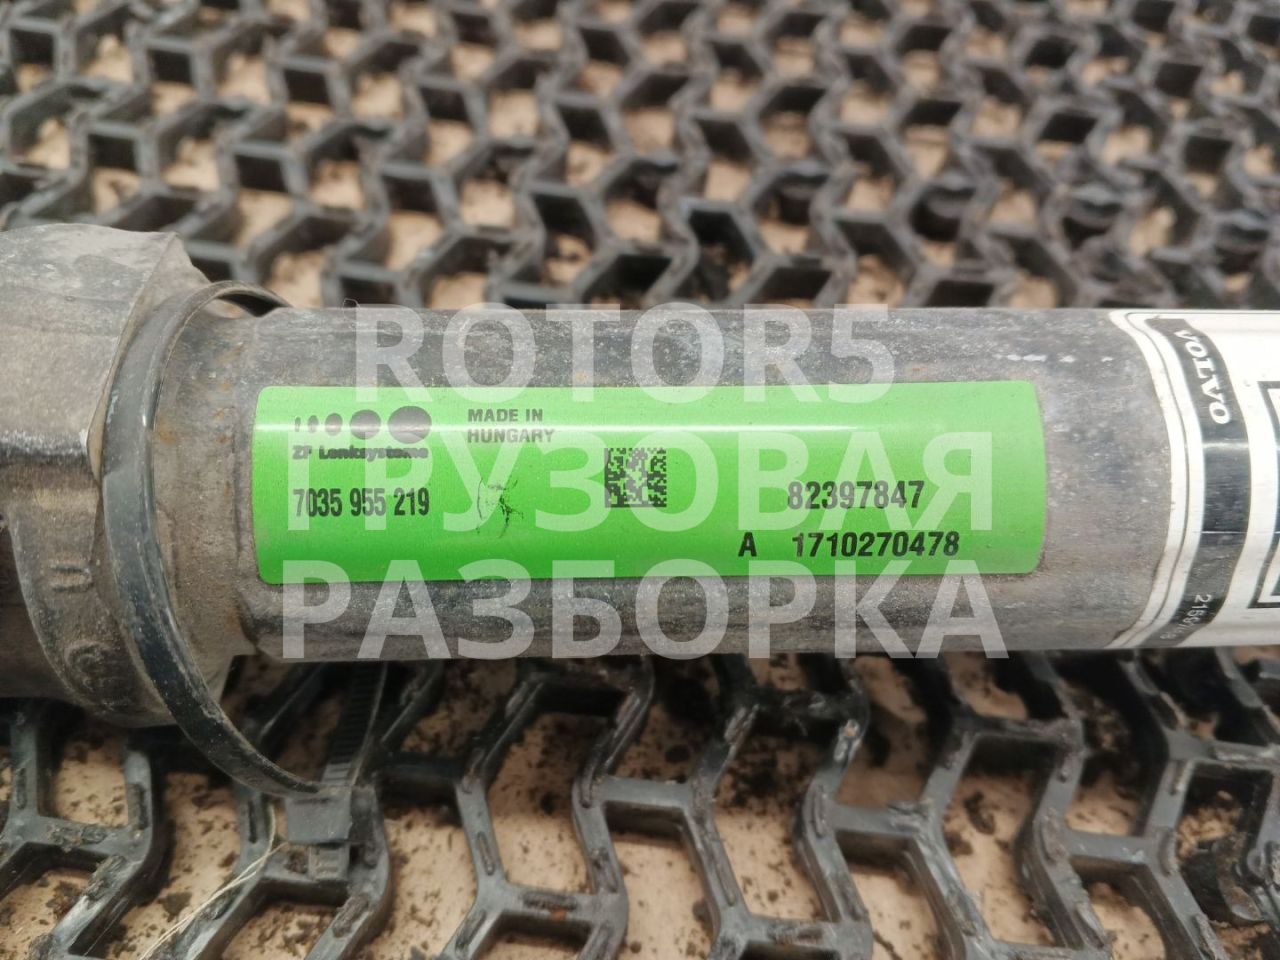 ROTOR5
ГРУЗОВАЯ
РАЗБОРКА
ZF Lenksysteme
MADE IN
HUNGARY
7035 955 219
82397847
A 1710270478
VOLVO